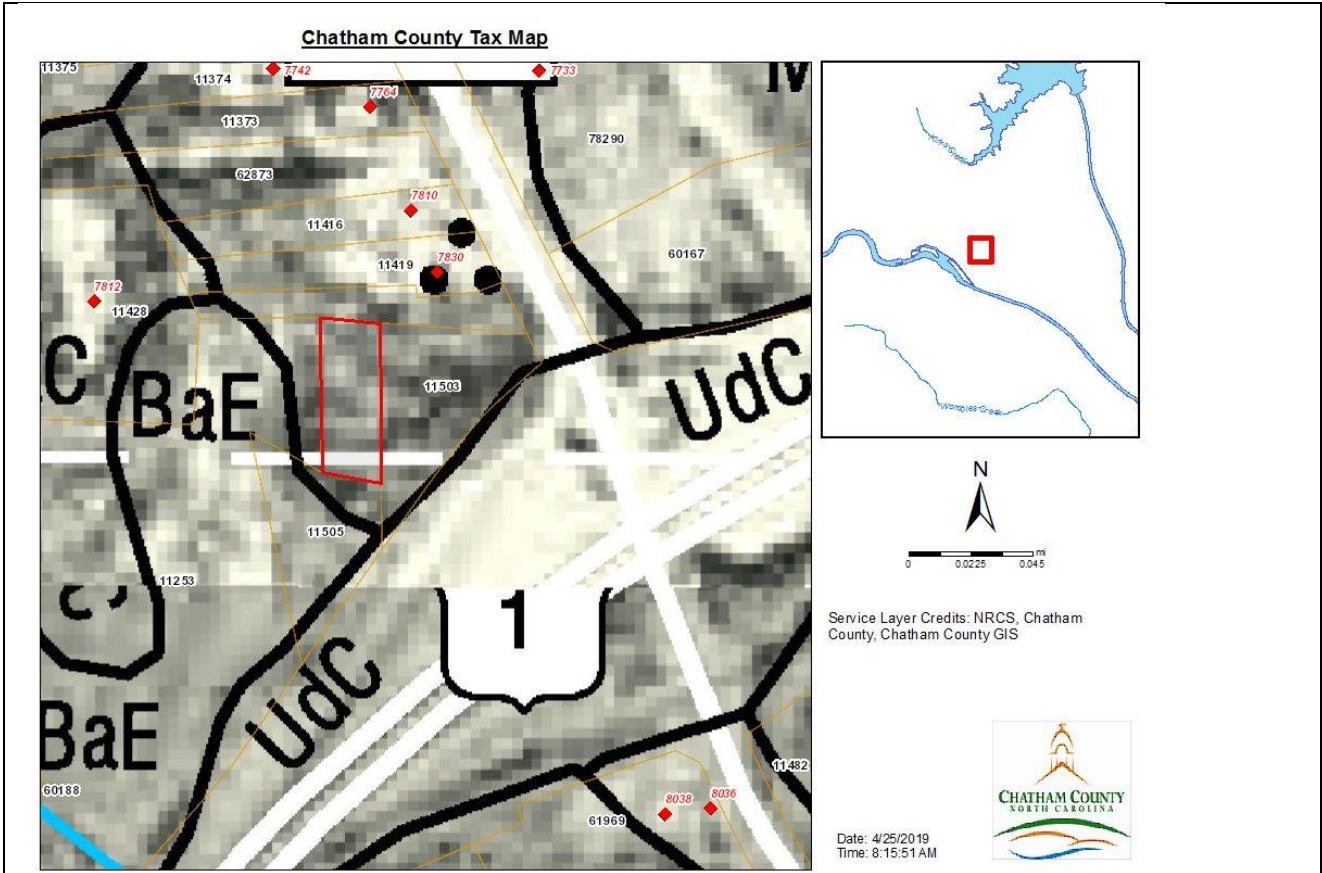 Chatham County Tax Map
11375
11374
7742
7733
M
7764
11373
78290
62873
7810
11416
60167
11419
7830
7812
11428
C
BaE
11503
UdC
11505
11253
1
UdC
BaE
60188
11482
8038
8036
61969
N
mi
0
0.0225
0.045
Service Layer Credits: NRCS, Chatham
County, Chatham County GIS
CHATHAM COUNTY
NORTH CAROLINA
Date: 4/25/2019
Time: 8:15:51 AM